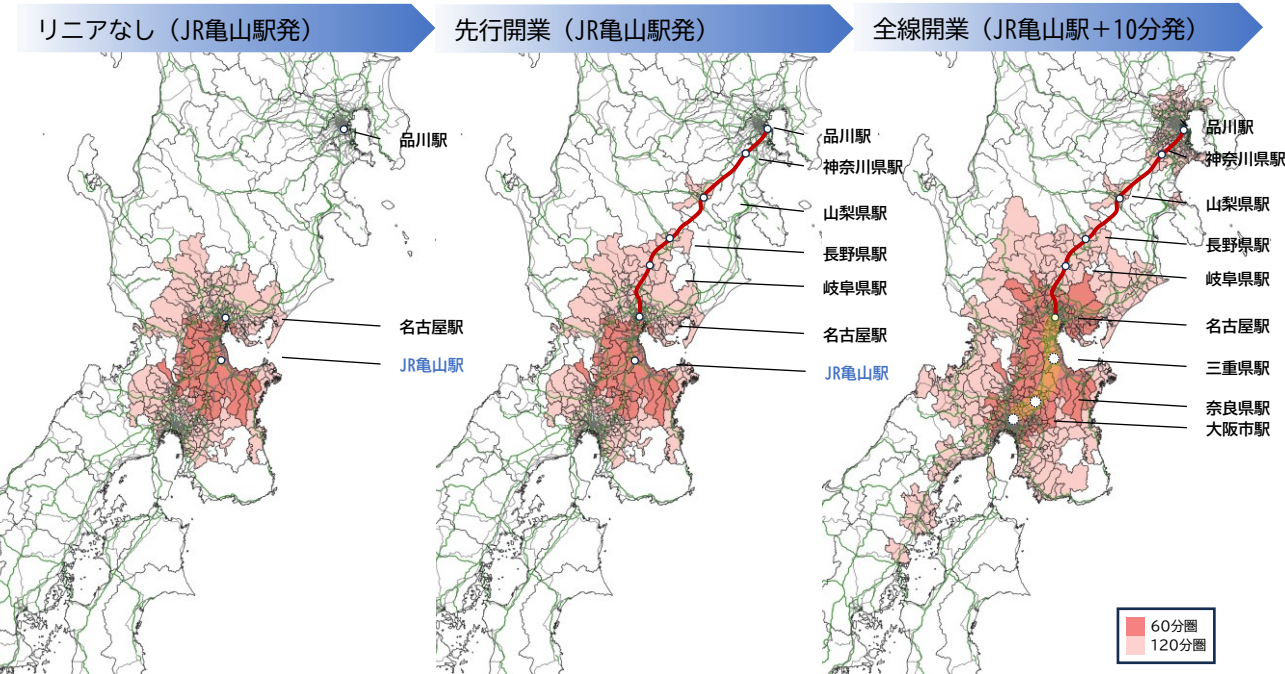 リニアなし（JR亀山駅発）
品川駅
名古屋駅
JR亀山駅
先行開業（JR亀山駅発）
品川駅
神奈川県駅
山梨県駅
長野県駅
岐阜県駅
名古屋駅
JR亀山駅
全線開業（JR亀山駅＋10分発）
品川駅
神奈川県駅
山梨県駅
長野県駅
岐阜県駅
名古屋駅
三重県駅
奈良県駅
大阪市駅
60分圏
120分圏